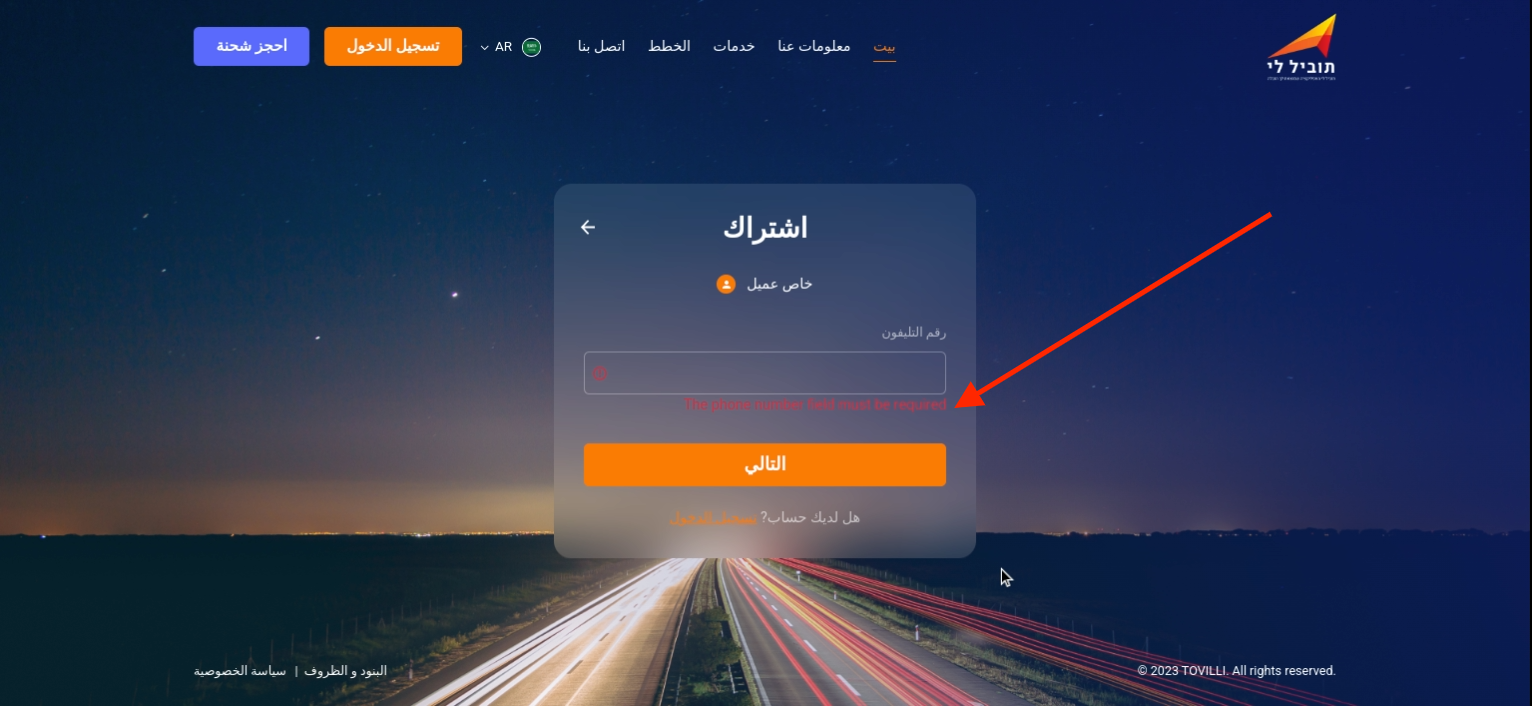 תוביל לי
بيت
معلومات عنا
خدمات
الخطط
اتصل بنا
AR
تسجيل الدخول
احجز شحنة
اشتراك
خاص عميل
رقم التليفون
The phone number field must be required
التالي
هل لديك حساب? تسجيل الدخول
© 2023 TOVILLI. All rights reserved.
البنود و الظروف | سياسة الخصوصية